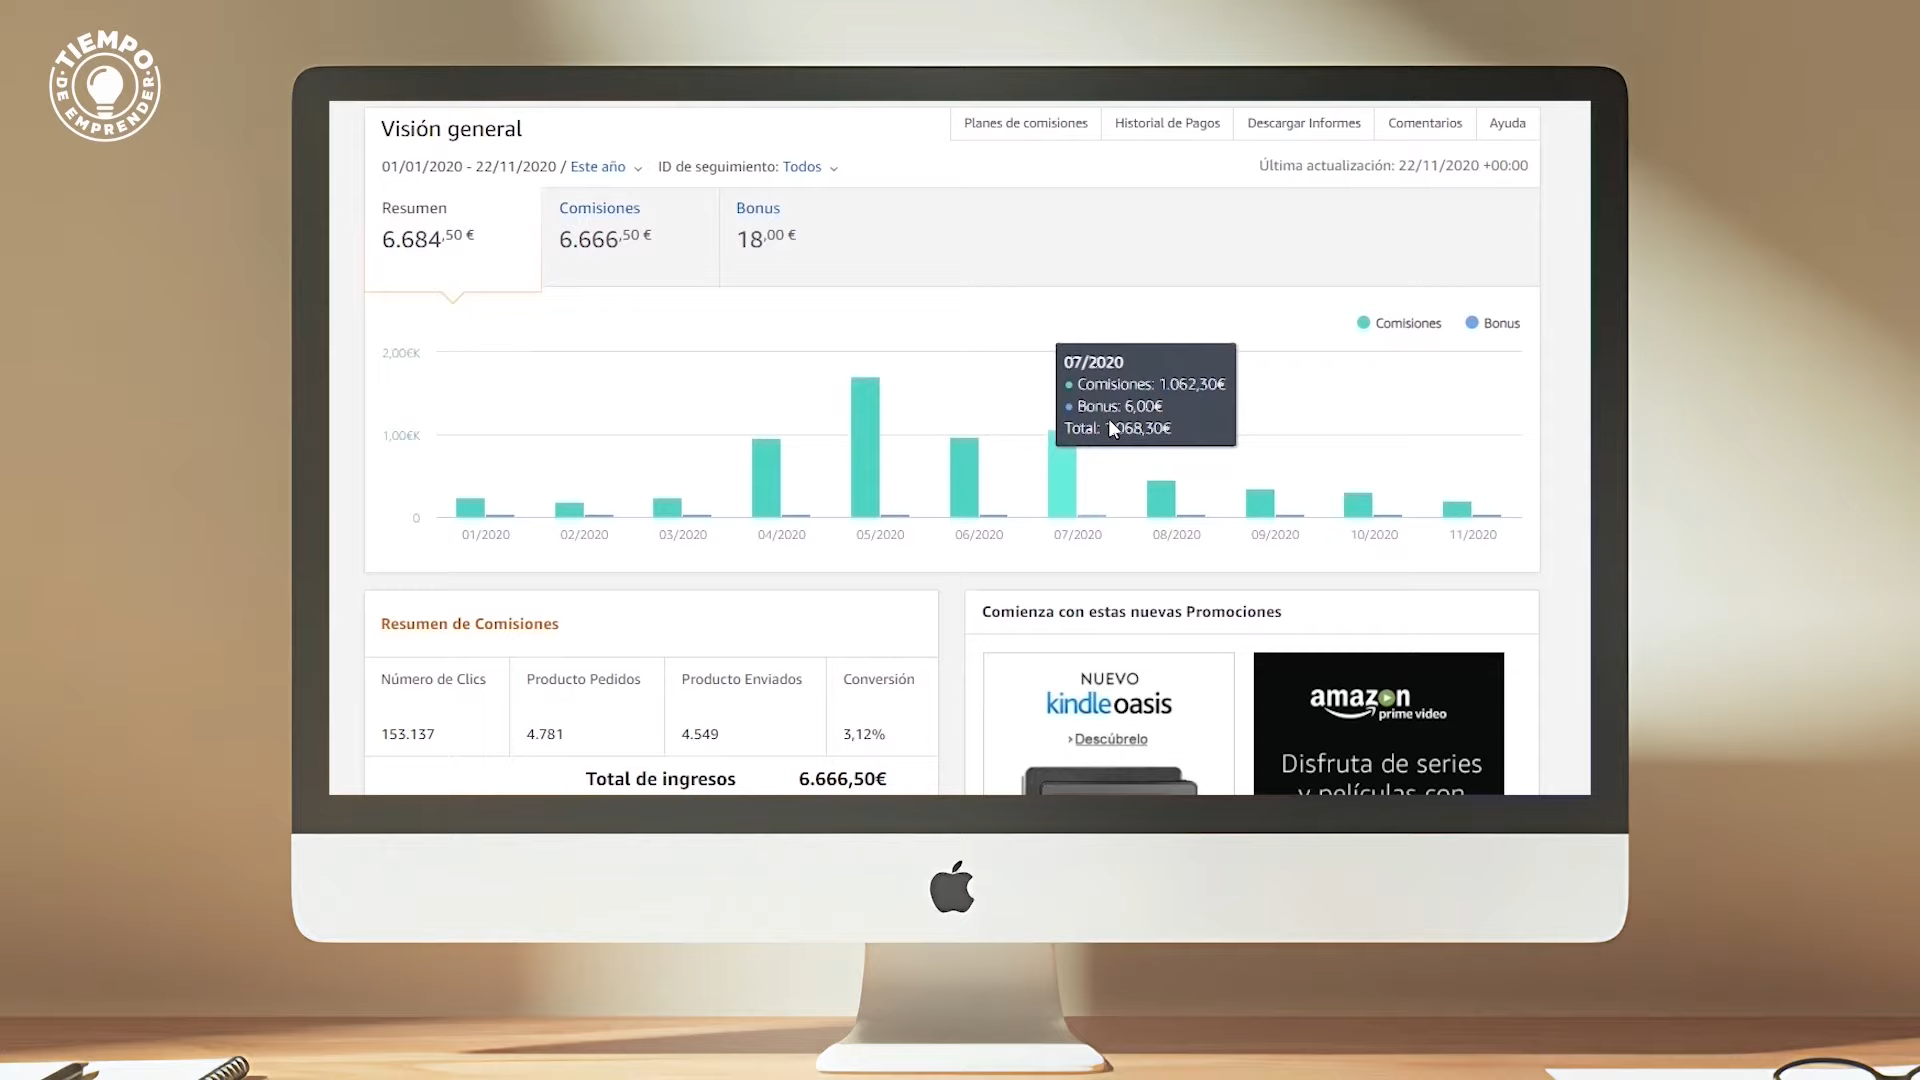 TIEMPO
DE EMPRENDER
Visión general
Planes de comisiones
Historial de Pagos
Descargar Informes
Comentarios
Ayuda
01/01/2020 - 22/11/2020 / Este año
ID de seguimiento: Todos
Última actualización: 22/11/2020 +00:00
Resumen
6.684,50 €
Comisiones
6.666,50 €
Bonus
18,00 €
Comisiones
Bonus
2,00€K
1,00€K
0
07/2020
Comisiones: 1.062,30€
Bonus: 6,00€
Total: 1.068,30€
01/2020
02/2020
03/2020
04/2020
05/2020
06/2020
07/2020
08/2020
09/2020
10/2020
11/2020
Resumen de Comisiones
Número de Clics
Producto Pedidos
Producto Enviados
Conversión
153.137
4.781
4.549
3,12%
Total de ingresos
6.666,50€
Comienza con estas nuevas Promociones
NUEVO
kindle oasis
› Descúbrelo
amazon
prime video
Disfruta de series
y películas con